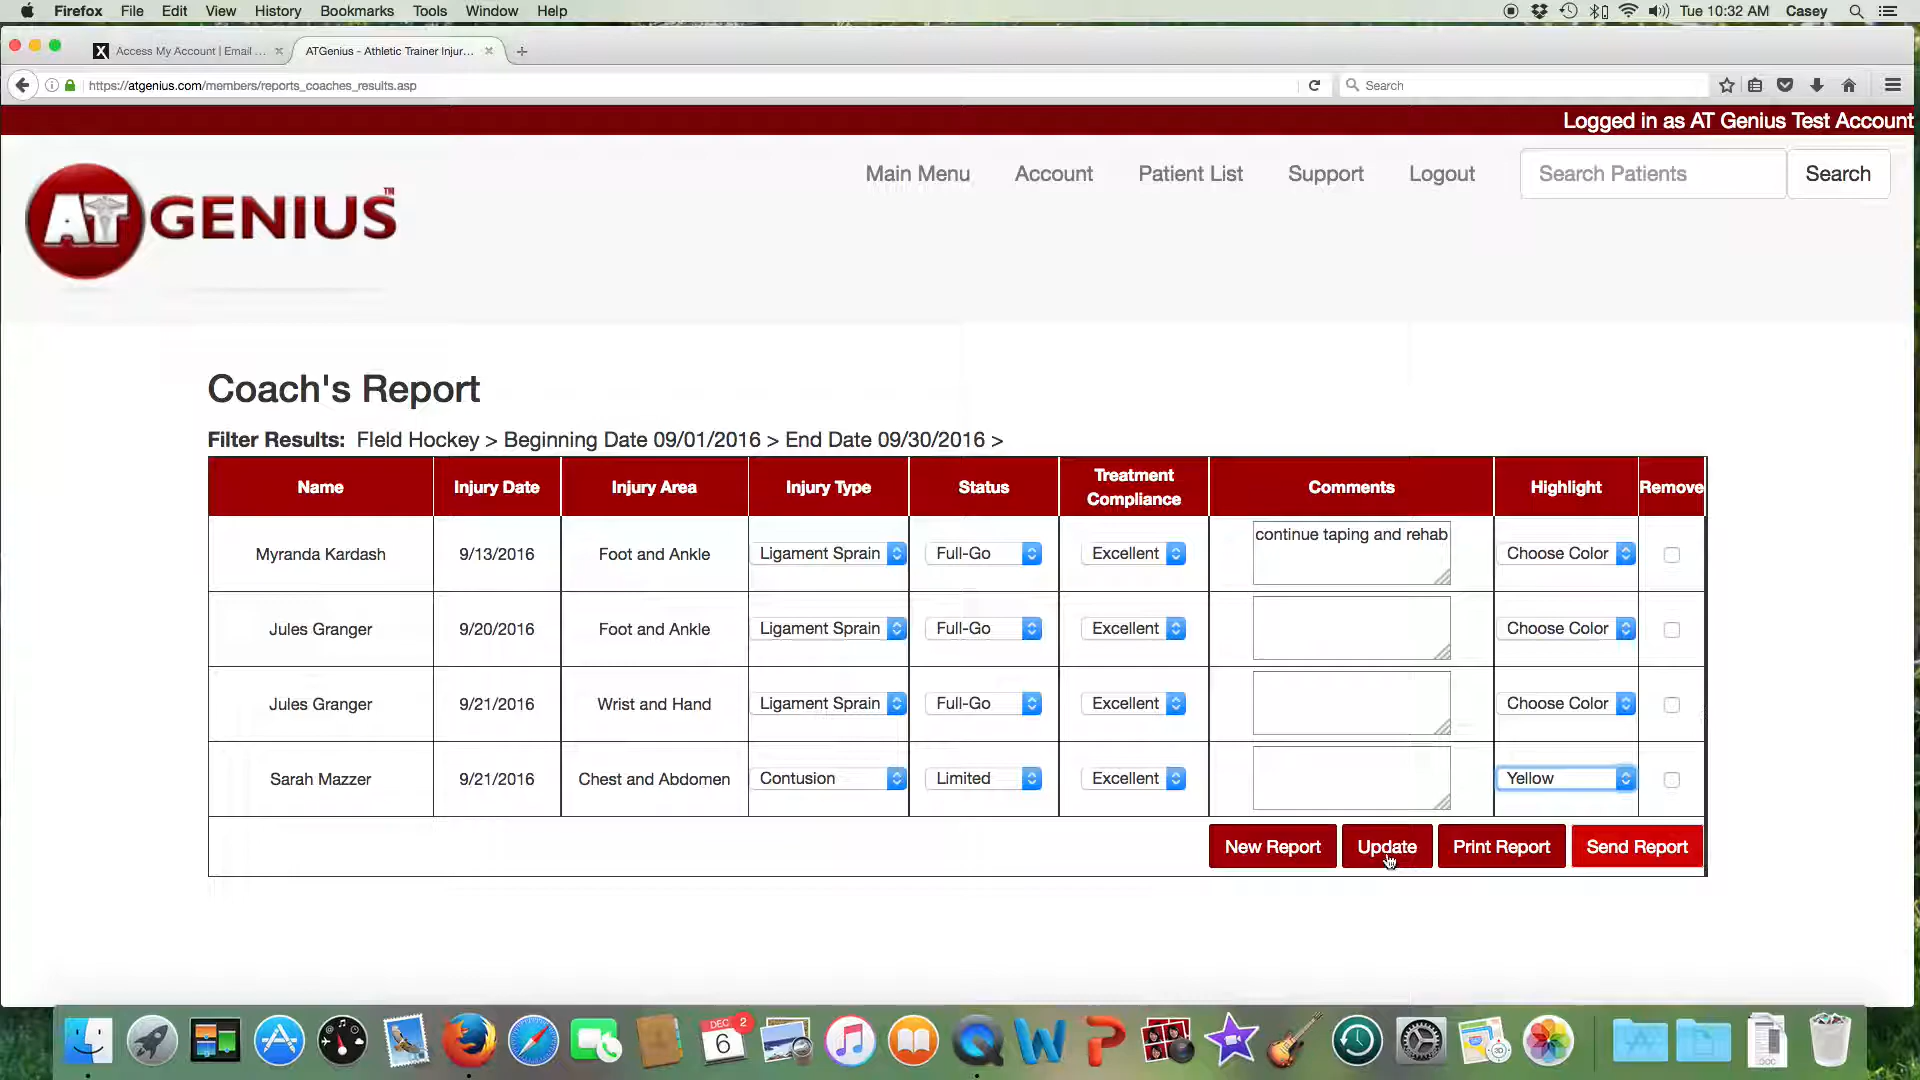 Firefox File Edit View History Bookmarks Tools Window Help Tue 10:32 AM Casey
Access My Account | Email ... ATGenius - Athletic Trainer Injur...
https://atgenius.com/members/reports_coaches_results.asp Search
Logged in as AT Genius Test Account
AT GENIUS™ Main Menu Account Patient List Support Logout Search Patients Search
Coach's Report
Filter Results: FIeld Hockey > Beginning Date 09/01/2016 > End Date 09/30/2016 >
Name Injury Date Injury Area Injury Type Status Treatment Compliance Comments Highlight Remove
Myranda Kardash 9/13/2016 Foot and Ankle Ligament Sprain Full-Go Excellent continue taping and rehab Choose Color
Jules Granger 9/20/2016 Foot and Ankle Ligament Sprain Full-Go Excellent Choose Color
Jules Granger 9/21/2016 Wrist and Hand Ligament Sprain Full-Go Excellent Choose Color
Sarah Mazzer 9/21/2016 Chest and Abdomen Contusion Limited Excellent Yellow
New Report Update Print Report Send Report
DEC 2
6
3D
DOC